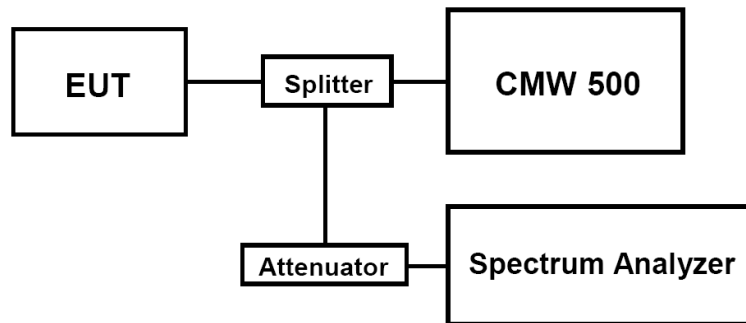 EUT
Splitter
CMW 500
Attenuator
Spectrum Analyzer